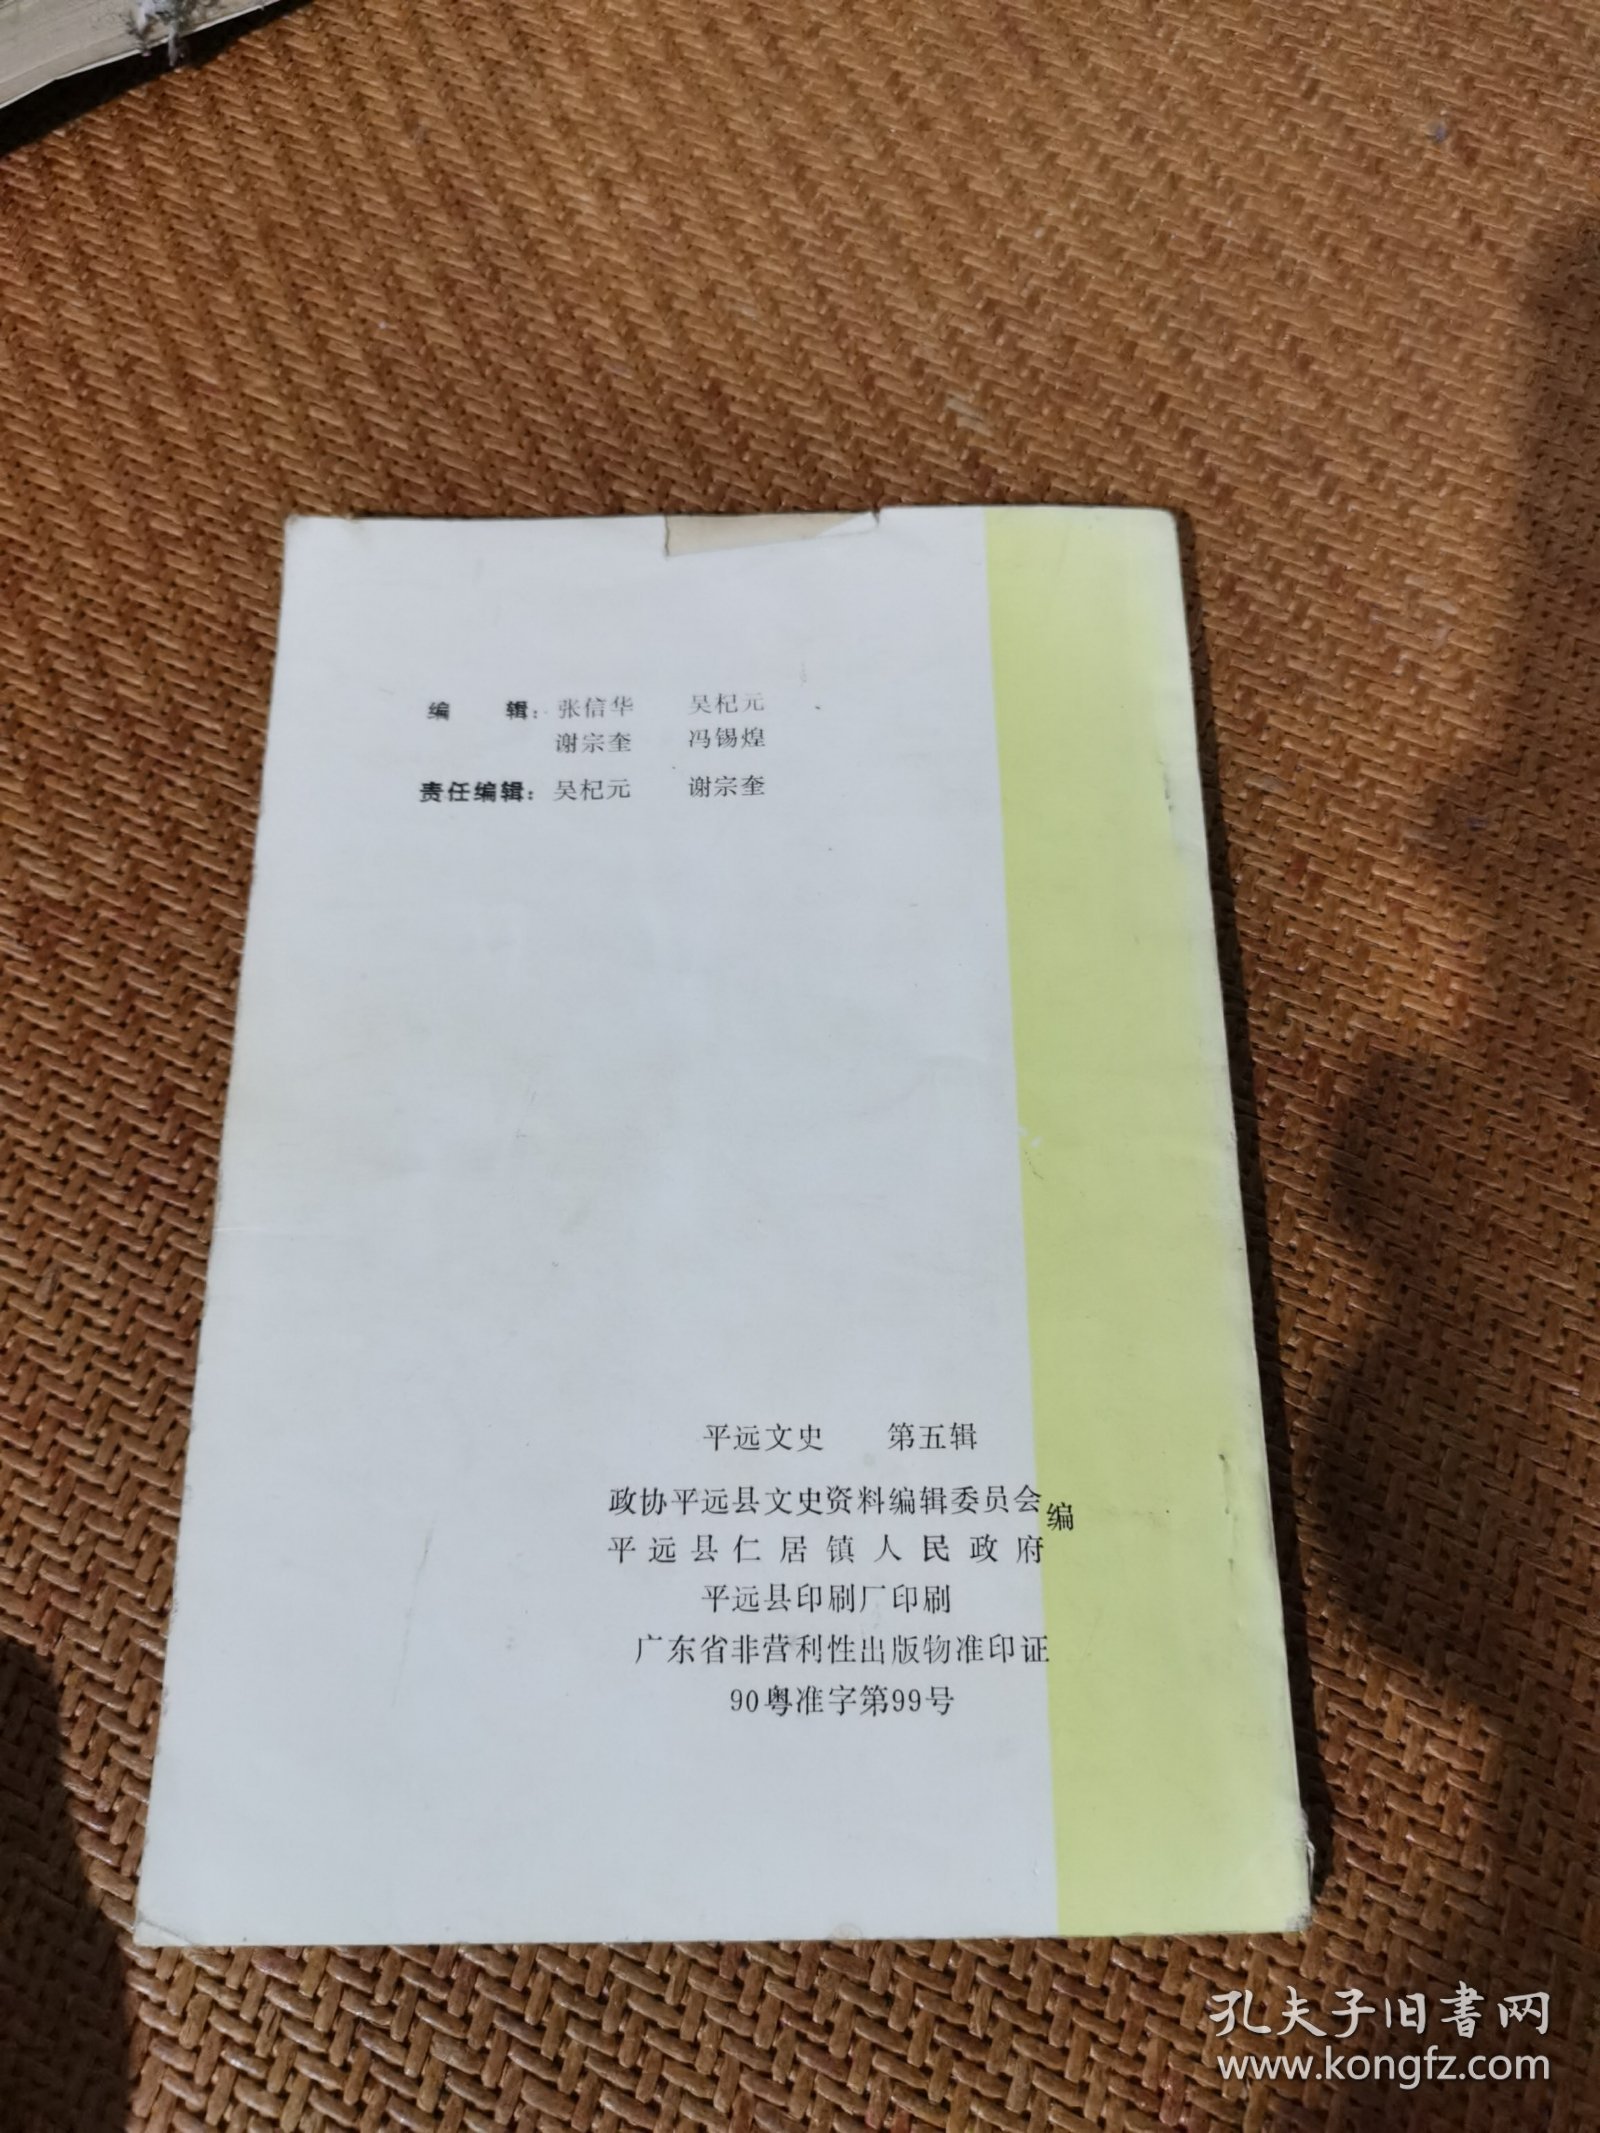 编　　辑：张信华　　吴杞元
谢宗奎　　冯锡煌
责任编辑：吴杞元　　谢宗奎
平远文史　　第五辑
政协平远县文史资料编辑委员会
平远县仁居镇人民政府
编
平远县印刷厂印刷
广东省非营利性出版物准印证
90粤准字第99号
孔夫子旧書网
www.kongfz.com